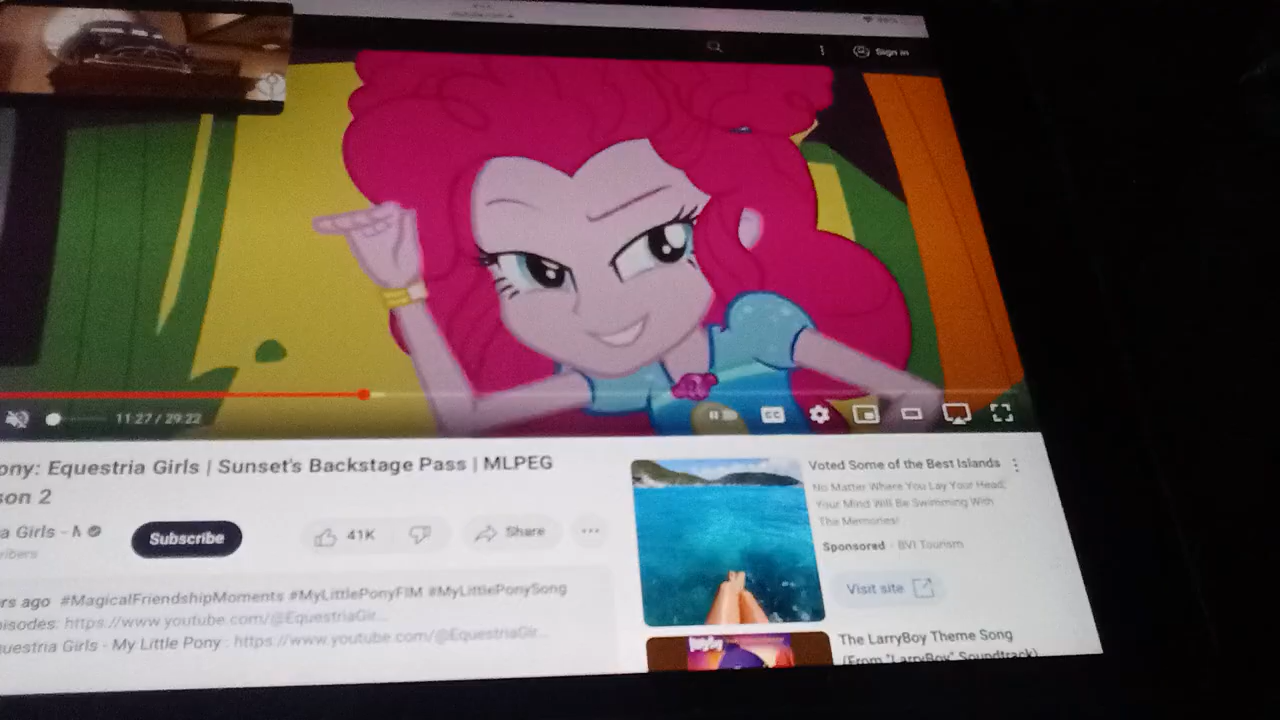 Sign in
11:27 / 29:22
CC
ony: Equestria Girls | Sunset's Backstage Pass | MLPEG
son 2
a Girls - M
ribers
Subscribe
41K
Share
rs ago #MagicalFriendshipMoments #MyLittlePonyFIM #MyLittlePonySong
isodes: https://www.youtube.com/@EquestriaGir...
uestria Girls - My Little Pony : https://www.youtube.com/@EquestriaGirl...
Voted Some of the Best Islands
No Matter Where You Lay Your Head,
Your Mind Will Be Swimming With
The Memories!
Sponsored · BVI Tourism
Visit site
The LarryBoy Theme Song
(From "LarryBoy" Soundtrack)